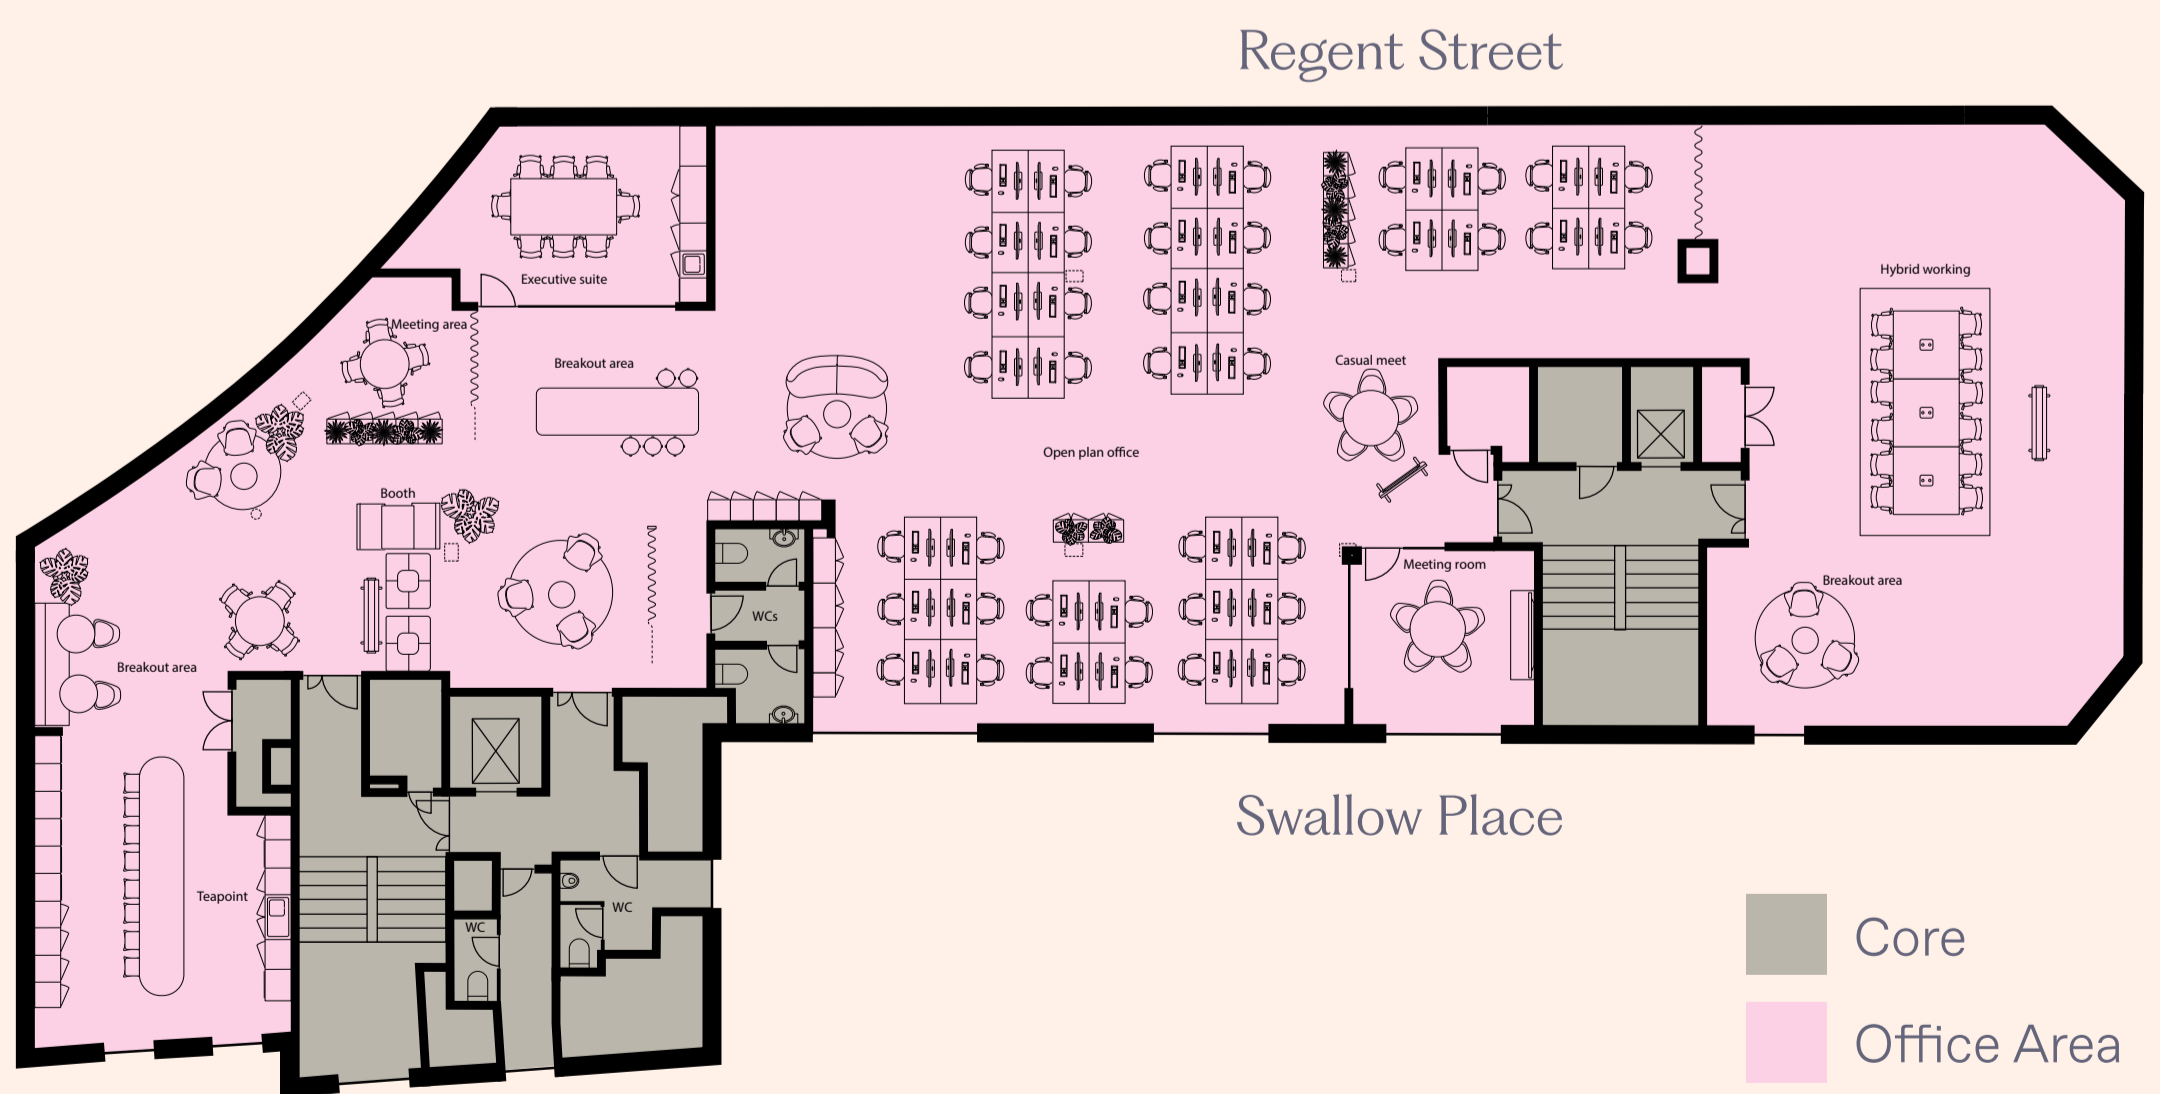 Regent Street
Executive suite
Hybrid working
Meeting area
Breakout area
Casual meet
Open plan office
Booth
Meeting room
Breakout area
WCs
Breakout area
Swallow Place
Teapoint
WC
WC
Core
Office Area